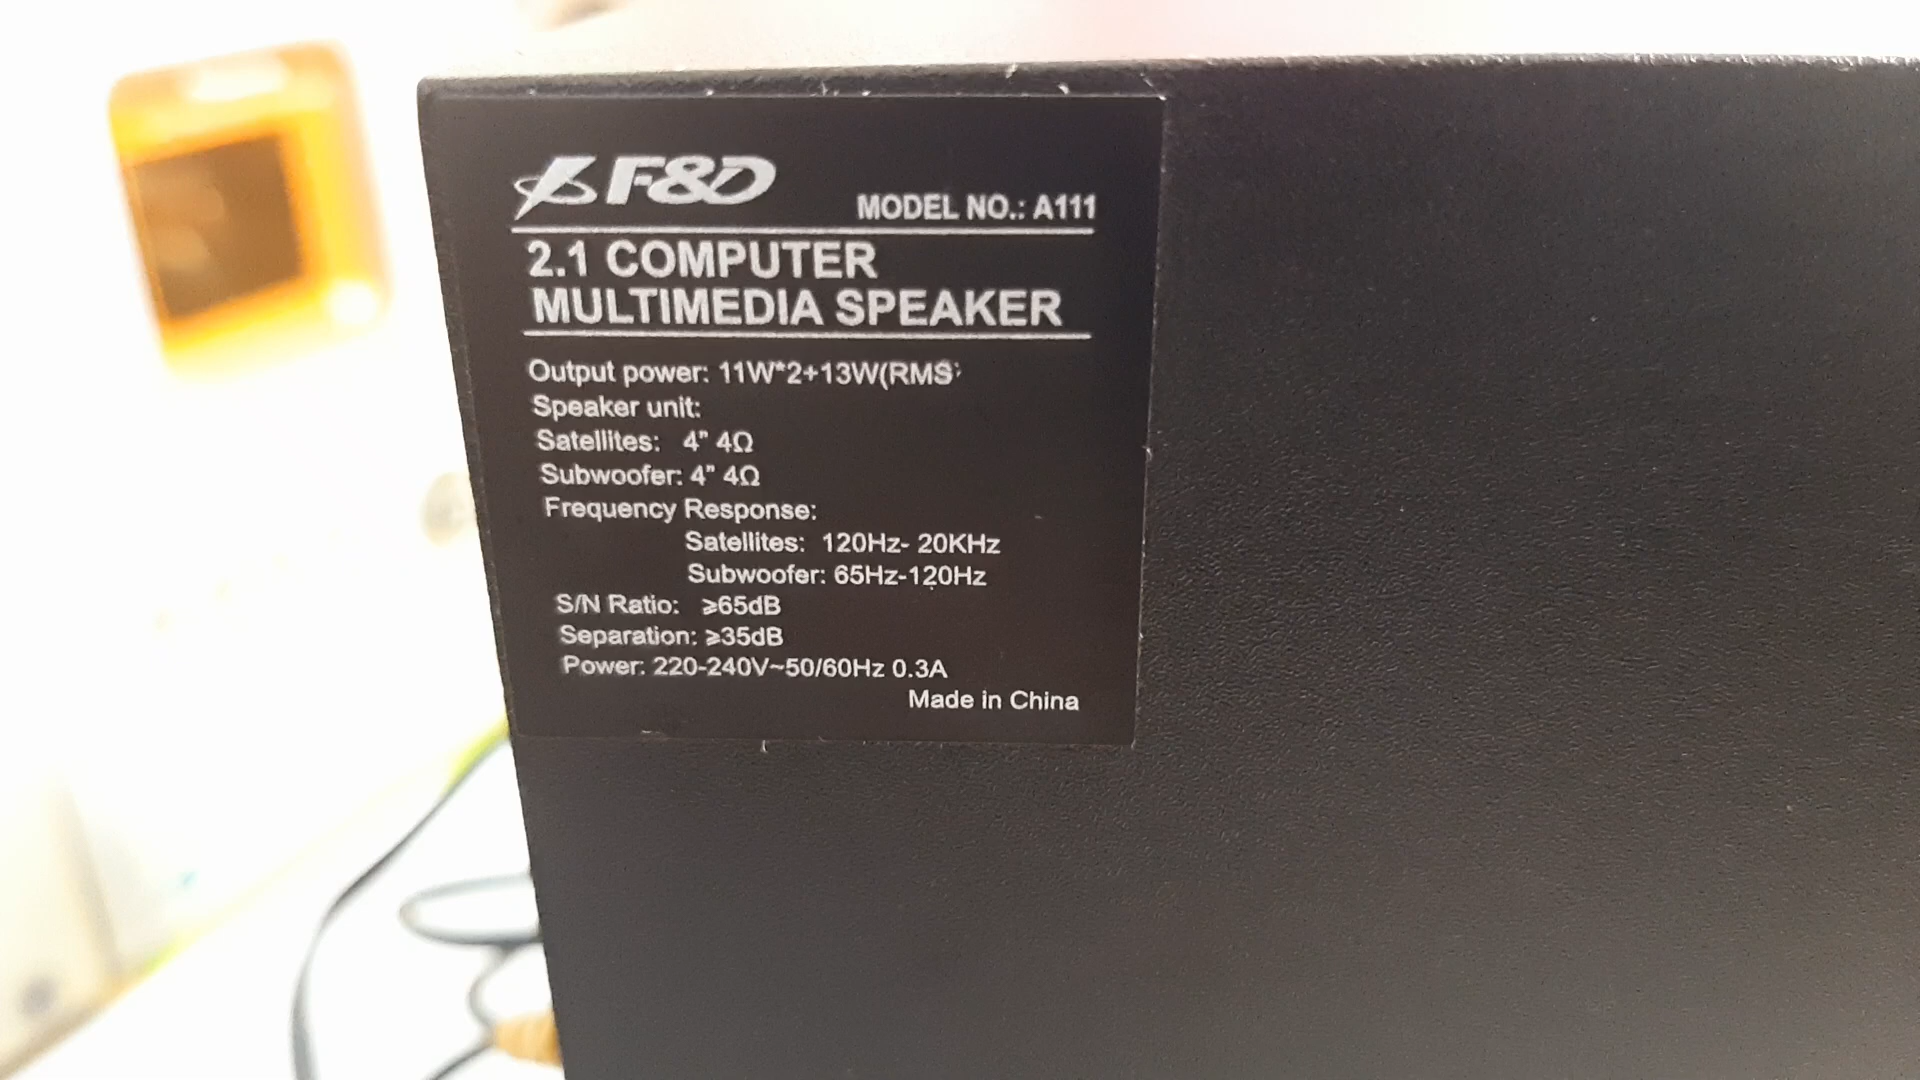 F&D
MODEL NO.: A111
2.1 COMPUTER
MULTIMEDIA SPEAKER
Output power: 11W*2+13W(RMS)
Speaker unit:
Satellites: 4" 4Ω
Subwoofer: 4" 4Ω
Frequency Response:
Satellites: 120Hz- 20KHz
Subwoofer: 65Hz-120Hz
S/N Ratio: ⩾65dB
Separation: ⩾35dB
Power: 220-240V~50/60Hz 0.3A
Made in China